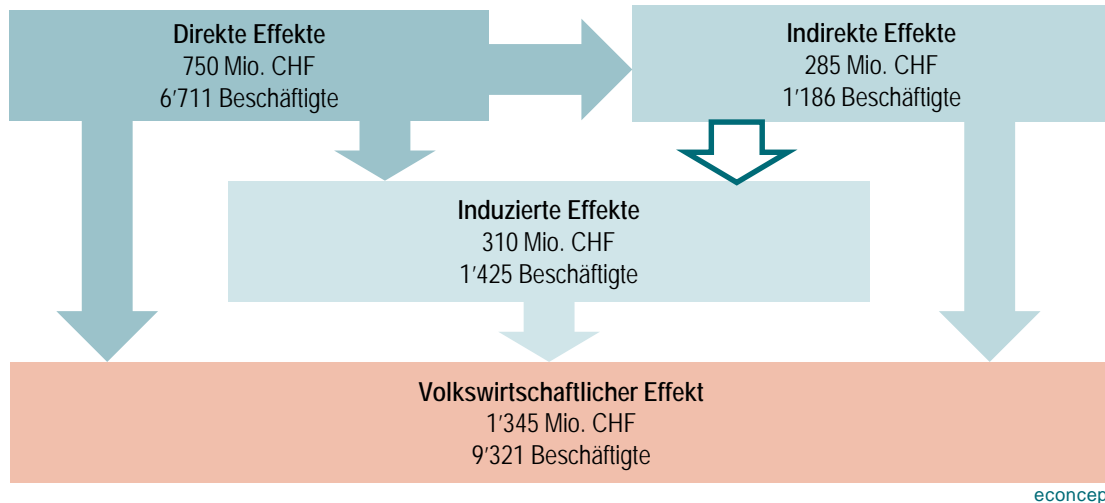 Direkte Effekte
750 Mio. CHF
6'711 Beschäftigte
Indirekte Effekte
285 Mio. CHF
1'186 Beschäftigte
Induzierte Effekte
310 Mio. CHF
1'425 Beschäftigte
Volkswirtschaftlicher Effekt
1'345 Mio. CHF
9'321 Beschäftigte
econcep